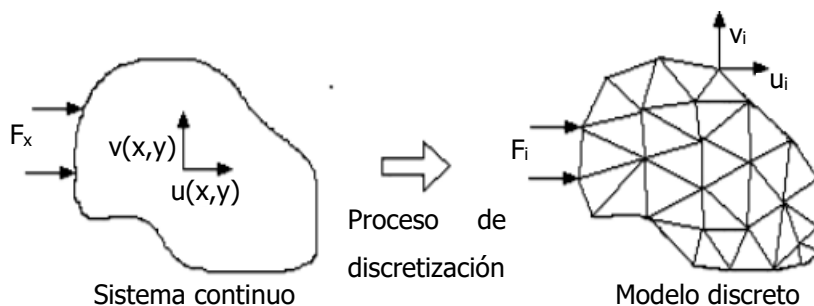 Fx
v(x,y)
u(x,y)
Sistema continuo
Proceso de
discretización
vi
ui
Fi
Modelo discreto